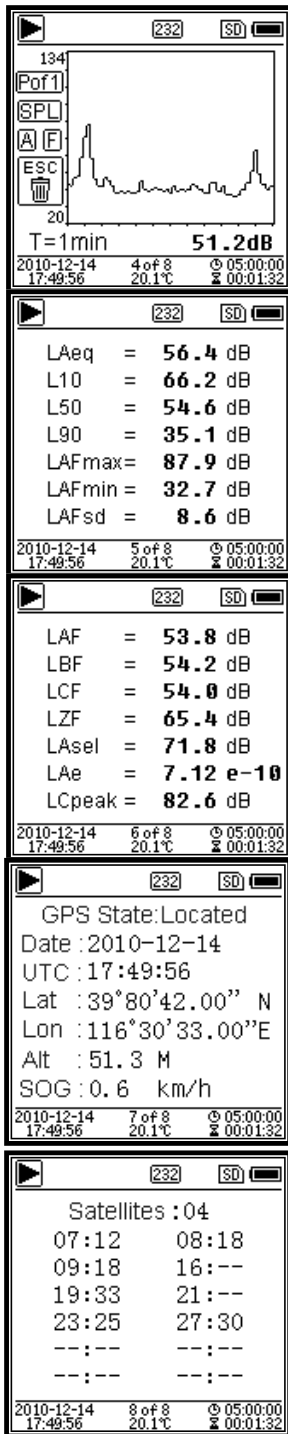 232 SD
134
Pof1
SPL
A F
ESC
20
T=1min 51.2dB
2010-12-14 4 of 8 05:00:00
17:49:56 20.1℃ 00:01:32
232 SD
LAeq = 56.4 dB
L10 = 66.2 dB
L50 = 54.6 dB
L90 = 35.1 dB
LAFmax= 87.9 dB
LAFmin = 32.7 dB
LAFsd = 8.6 dB
2010-12-14 5 of 8 05:00:00
17:49:56 20.1℃ 00:01:32
232 SD
LAF = 53.8 dB
LBF = 54.2 dB
LCF = 54.0 dB
LZF = 65.4 dB
LAsel = 71.8 dB
LAe = 7.12 e-10
LCpeak = 82.6 dB
2010-12-14 6 of 8 05:00:00
17:49:56 20.1℃ 00:01:32
232 SD
GPS State:Located
Date :2010-12-14
UTC :17:49:56
Lat :39°80'42.00" N
Lon :116°30'33.00"E
Alt :51.3 M
SOG :0.6 km/h
2010-12-14 7 of 8 05:00:00
17:49:56 20.1℃ 00:01:32
232 SD
Satellites :04
07:12 08:18
09:18 16:--
19:33 21:--
23:25 27:30
--:-- --:--
--:-- --:--
2010-12-14 8 of 8 05:00:00
17:49:56 20.1℃ 00:01:32